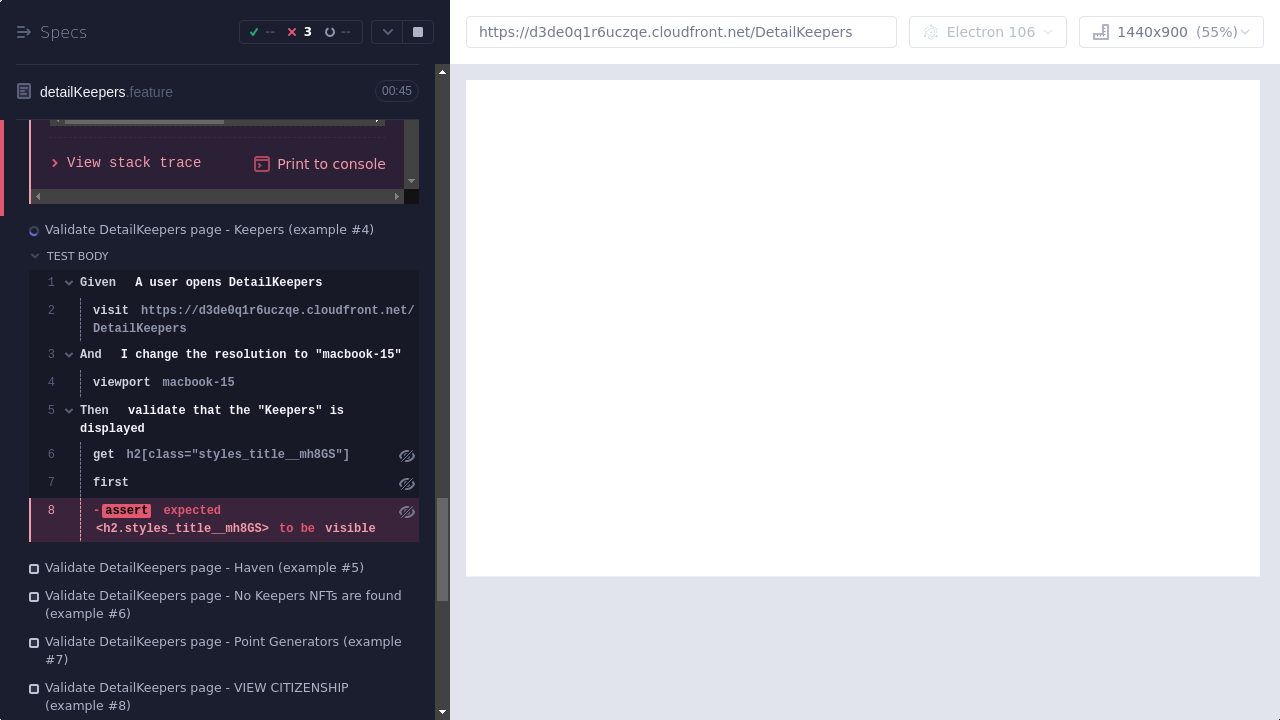 Specs
-- 3 --
https://d3de0q1r6uczqe.cloudfront.net/DetailKeepers
Electron 106
1440x900 (55%)
detailKeepers.feature
00:45
View stack trace
Print to console
Validate DetailKeepers page - Keepers (example #4)
TEST BODY
1 Given A user opens DetailKeepers
2 visit https://d3de0q1r6uczqe.cloudfront.net/
DetailKeepers
3 And I change the resolution to "macbook-15"
4 viewport macbook-15
5 Then validate that the "Keepers" is
displayed
6 get h2[class="styles_title__mh8GS"]
7 first
8 -assert expected
<h2.styles_title__mh8GS> to be visible
Validate DetailKeepers page - Haven (example #5)
Validate DetailKeepers page - No Keepers NFTs are found
(example #6)
Validate DetailKeepers page - Point Generators (example
#7)
Validate DetailKeepers page - VIEW CITIZENSHIP
(example #8)